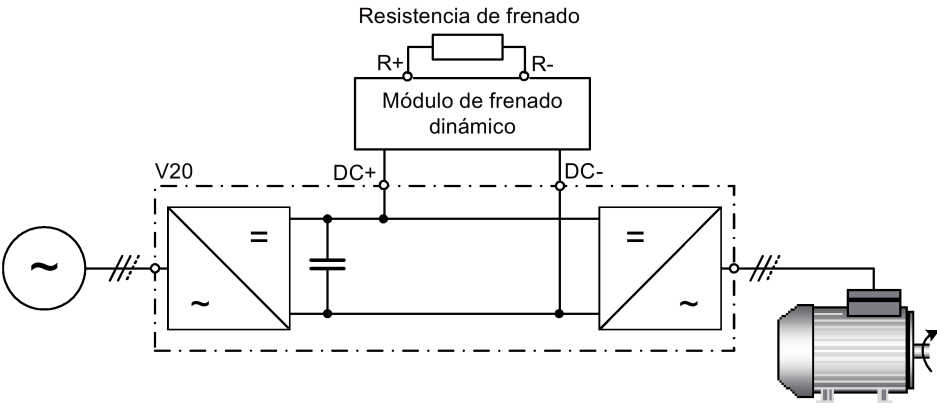 Resistencia de frenado
R+
R-
Módulo de frenado
dinámico
V20
DC+
DC-
=
~
=
~
~